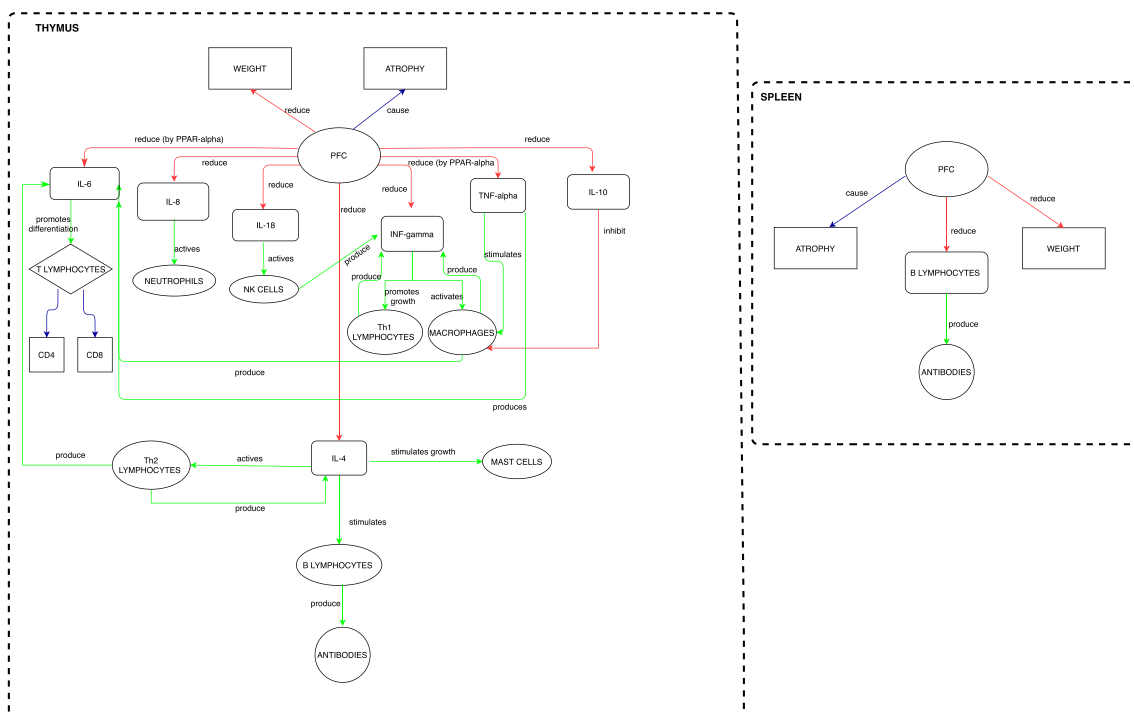 THYMUS
WEIGHT
ATROPHY
reduce
cause
reduce (by PPAR-alpha)
PFC
reduce
reduce
reduce (by PPAR-alpha
reduce
reduce
reduce
IL-6
IL-8
IL-18
INF-gamma
TNF-alpha
IL-10
promotes
differentiation
actives
actives
produce
produce
produce
stimulates
inhibit
T LYMPHOCYTES
NEUTROPHILS
NK CELLS
promotes
growth
activates
Th1
LYMPHOCYTES
MACROPHAGES
CD4
CD8
produce
produces
produce
Th2
LYMPHOCYTES
actives
IL-4
stimulates growth
MAST CELLS
produce
stimulates
B LYMPHOCYTES
produce
ANTIBODIES
SPLEEN
PFC
cause
reduce
reduce
ATROPHY
WEIGHT
B LYMPHOCYTES
produce
ANTIBODIES